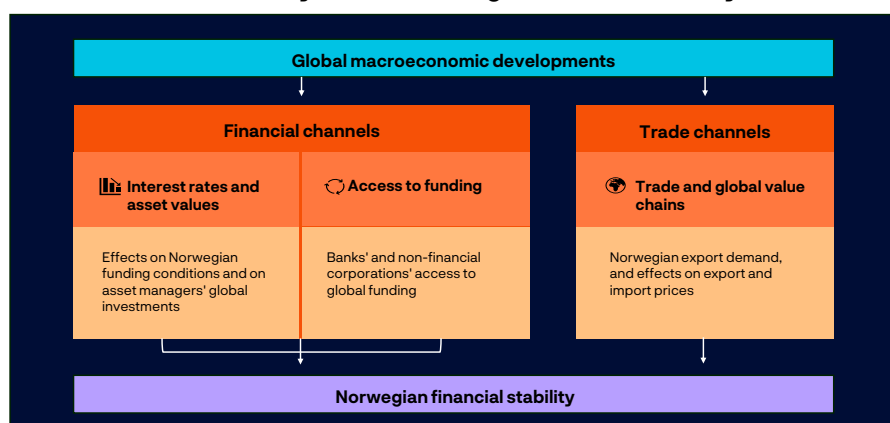 Global macroeconomic developments
Financial channels
Trade channels
Interest rates and
asset values
Access to funding
Trade and global value
chains
Effects on Norwegian
funding conditions and on
asset managers' global
investments
Banks' and non-financial
corporations' access to
global funding
Norwegian export demand,
and effects on export and
import prices
Norwegian financial stability